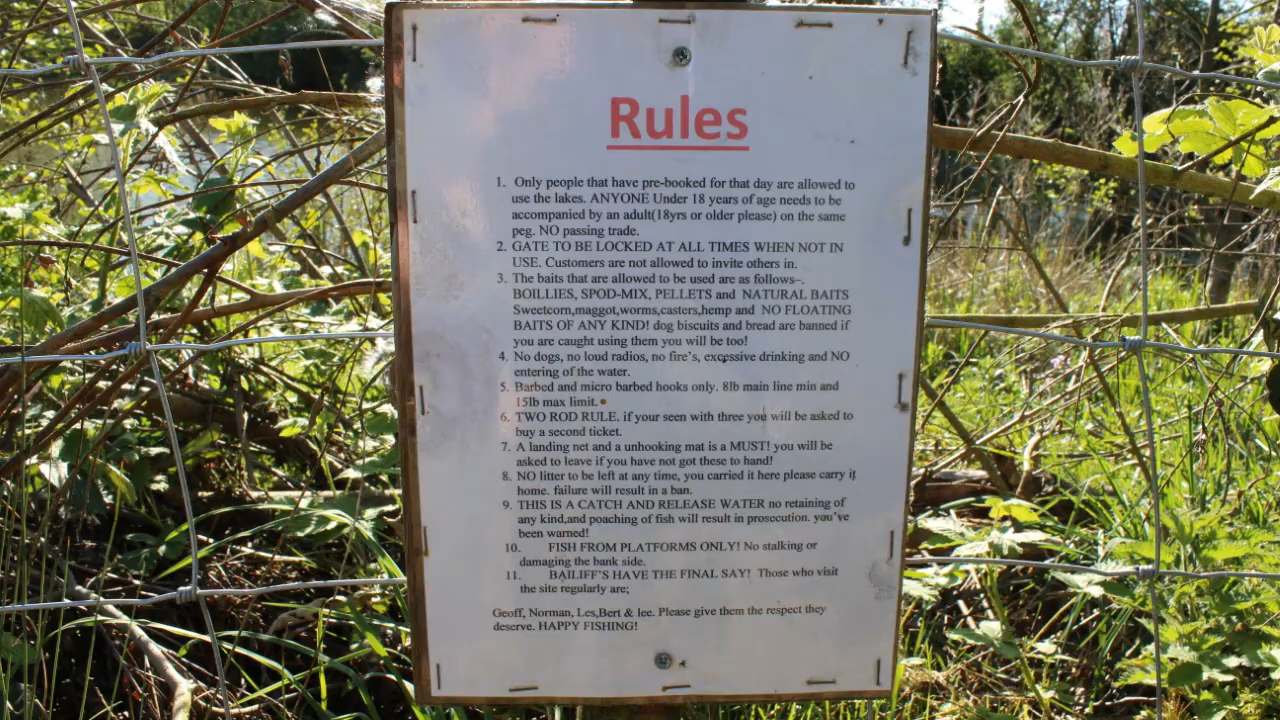 Rules
1. Only people that have pre-booked for that day are allowed to
use the lakes. ANYONE Under 18 years of age needs to be
accompanied by an adult(18yrs or older please) on the same
peg. NO passing trade.
2. GATE TO BE LOCKED AT ALL TIMES WHEN NOT IN
USE. Customers are not allowed to invite others in.
3. The baits that are allowed to be used are as follows–.
BOILLIES, SPOD-MIX, PELLETS and NATURAL BAITS
Sweetcorn,maggot,worms,casters,hemp and NO FLOATING
BAITS OF ANY KIND! dog biscuits and bread are banned if
you are caught using them you will be too!
4. No dogs, no loud radios, no fire's, excessive drinking and NO
entering of the water.
5. Barbed and micro barbed hooks only. 8lb main line min and
15lb max limit.
6. TWO ROD RULE. if your seen with three you will be asked to
buy a second ticket.
7. A landing net and a unhooking mat is a MUST! you will be
asked to leave if you have not got these to hand!
8. NO litter to be left at any time, you carried it here please carry it
home. failure will result in a ban.
9. THIS IS A CATCH AND RELEASE WATER no retaining of
any kind,and poaching of fish will result in prosecution. you've
been warned!
10. FISH FROM PLATFORMS ONLY! No stalking or
damaging the bank side.
11. BAILIFF'S HAVE THE FINAL SAY! Those who visit
the site regularly are;
Geoff, Norman, Les,Bert & lee. Please give them the respect they
deserve. HAPPY FISHING!